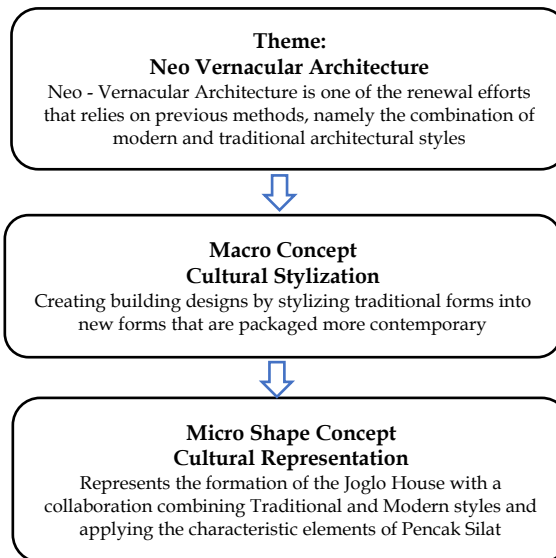 Theme:
Neo Vernacular Architecture
Neo - Vernacular Architecture is one of the renewal efforts
that relies on previous methods, namely the combination of
modern and traditional architectural styles
Macro Concept
Cultural Stylization
Creating building designs by stylizing traditional forms into
new forms that are packaged more contemporary
Micro Shape Concept
Cultural Representation
Represents the formation of the Joglo House with a
collaboration combining Traditional and Modern styles and
applying the characteristic elements of Pencak Silat